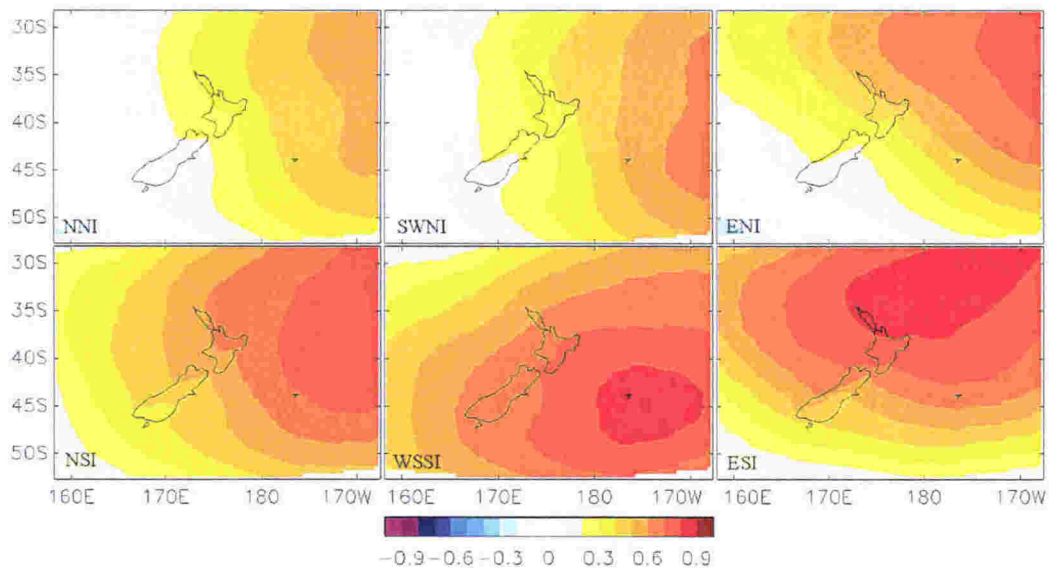 30S
35S
40S
45S
50S
NNI
SWNI
ENI
30S
35S
40S
45S
50S
NSI
WSSI
ESI
160E 170E 180 170W 160E 170E 180 170W 160E 170E 180 170W
-0.9 -0.6 -0.3 0 0.3 0.6 0.9